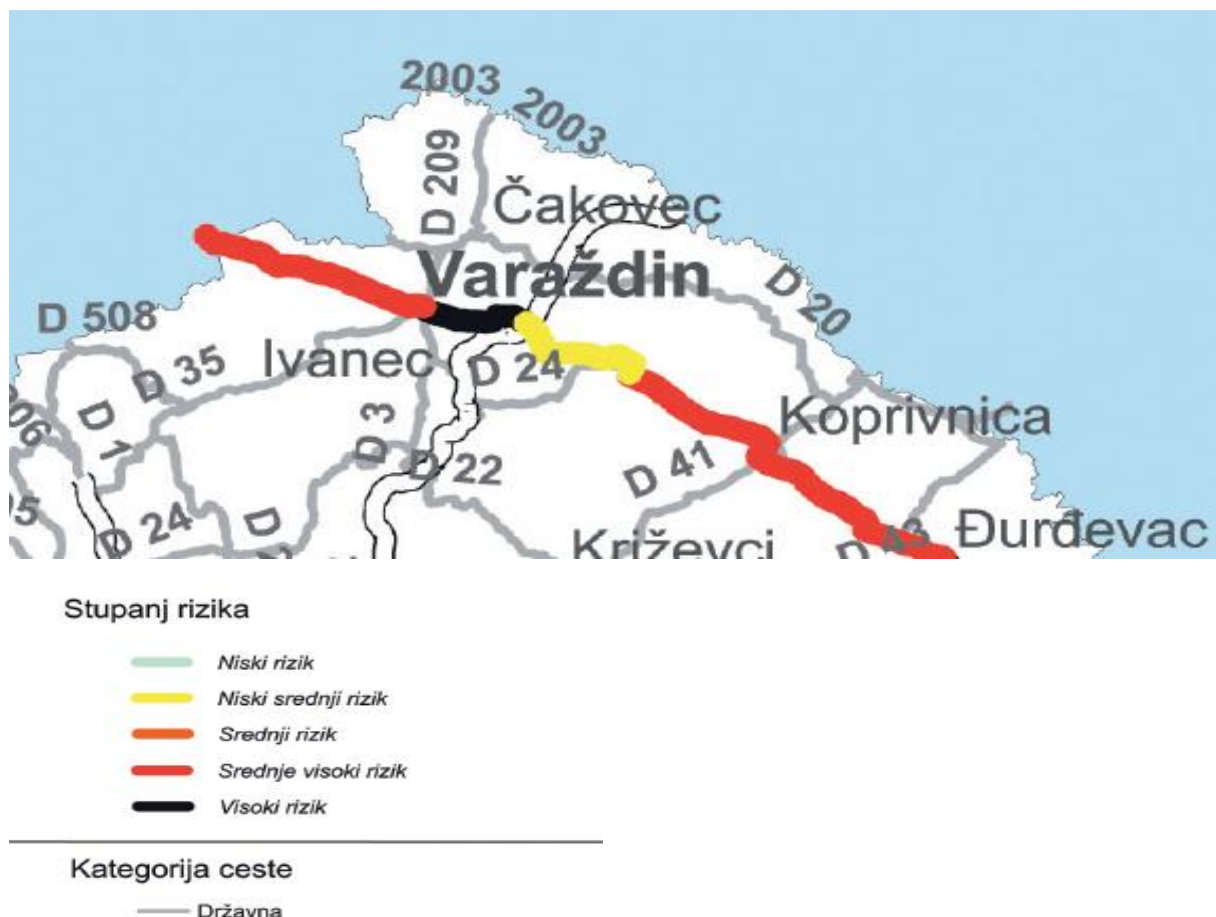 2003
2003
D 209
Čakovec
Varaždin
D 20
D 508
Ivanec
D 24
D 35
Koprivnica
D 1
D 3
D 41
D 22
D 24
D
Križevci
D 43
Đurđevac
Stupanj rizika
Niski rizik
Niski srednji rizik
Srednji rizik
Srednje visoki rizik
Visoki rizik
Kategorija ceste
Državna